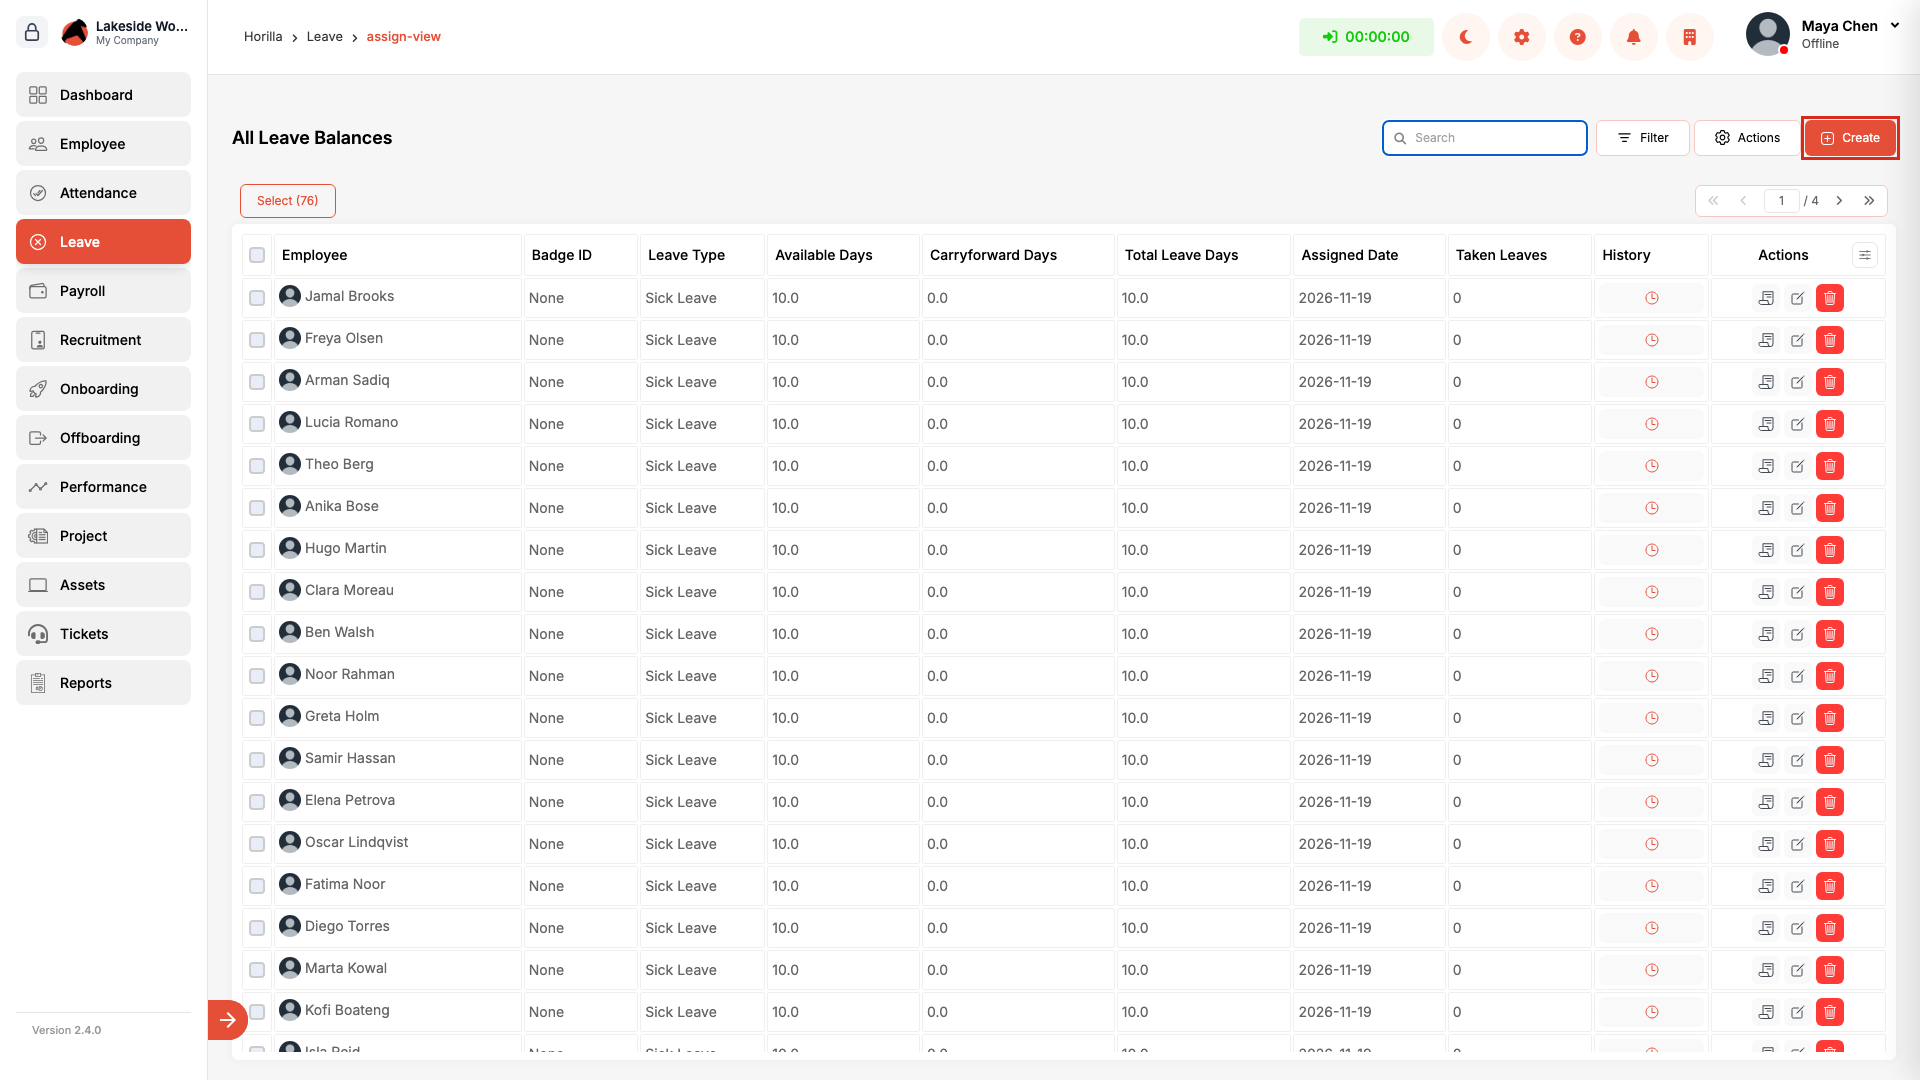 Lakeside Wo...
My Company
Horilla
Leave
assign-view
00:00:00
Maya Chen
Offline
Dashboard
Employee
Attendance
Leave
Payroll
Recruitment
Onboarding
Offboarding
Performance
Project
Assets
Tickets
Reports
Version 2.4.0
All Leave Balances
Search
Filter
Actions
Create
Select (76)
1 / 4
Employee Badge ID Leave Type Available Days Carryforward Days Total Leave Days Assigned Date Taken Leaves History Actions
Jamal Brooks None Sick Leave 10.0 0.0 10.0 2026-11-19 0
Freya Olsen None Sick Leave 10.0 0.0 10.0 2026-11-19 0
Arman Sadiq None Sick Leave 10.0 0.0 10.0 2026-11-19 0
Lucia Romano None Sick Leave 10.0 0.0 10.0 2026-11-19 0
Theo Berg None Sick Leave 10.0 0.0 10.0 2026-11-19 0
Anika Bose None Sick Leave 10.0 0.0 10.0 2026-11-19 0
Hugo Martin None Sick Leave 10.0 0.0 10.0 2026-11-19 0
Clara Moreau None Sick Leave 10.0 0.0 10.0 2026-11-19 0
Ben Walsh None Sick Leave 10.0 0.0 10.0 2026-11-19 0
Noor Rahman None Sick Leave 10.0 0.0 10.0 2026-11-19 0
Greta Holm None Sick Leave 10.0 0.0 10.0 2026-11-19 0
Samir Hassan None Sick Leave 10.0 0.0 10.0 2026-11-19 0
Elena Petrova None Sick Leave 10.0 0.0 10.0 2026-11-19 0
Oscar Lindqvist None Sick Leave 10.0 0.0 10.0 2026-11-19 0
Fatima Noor None Sick Leave 10.0 0.0 10.0 2026-11-19 0
Diego Torres None Sick Leave 10.0 0.0 10.0 2026-11-19 0
Marta Kowal None Sick Leave 10.0 0.0 10.0 2026-11-19 0
Kofi Boateng None Sick Leave 10.0 0.0 10.0 2026-11-19 0